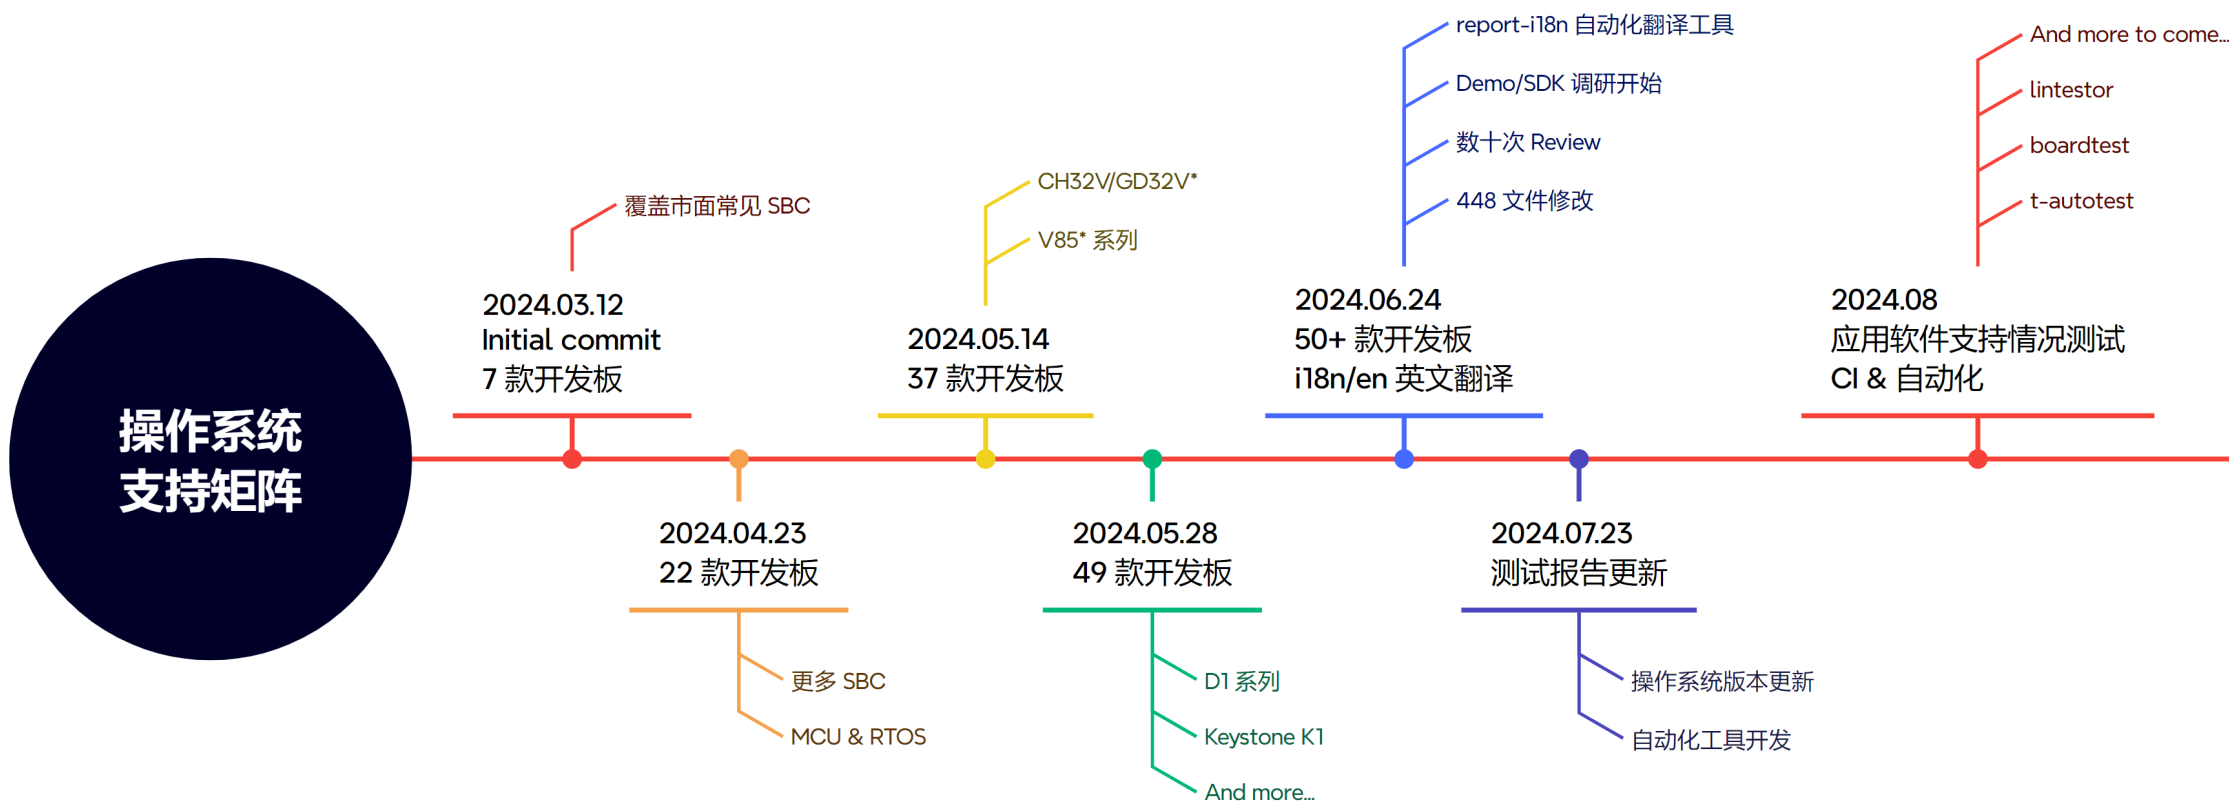 操作系统
支持矩阵
覆盖市面常见 SBC
2024.03.12
Initial commit
7 款开发板
2024.04.23
22 款开发板
更多 SBC
MCU & RTOS
CH32V/GD32V*
V85* 系列
2024.05.14
37 款开发板
2024.05.28
49 款开发板
D1 系列
Keystone K1
And more...
report-i18n 自动化翻译工具
Demo/SDK 调研开始
数十次 Review
448 文件修改
2024.06.24
50+ 款开发板
i18n/en 英文翻译
2024.07.23
测试报告更新
操作系统版本更新
自动化工具开发
And more to come...
lintestor
boardtest
t-autotest
2024.08
应用软件支持情况测试
CI & 自动化